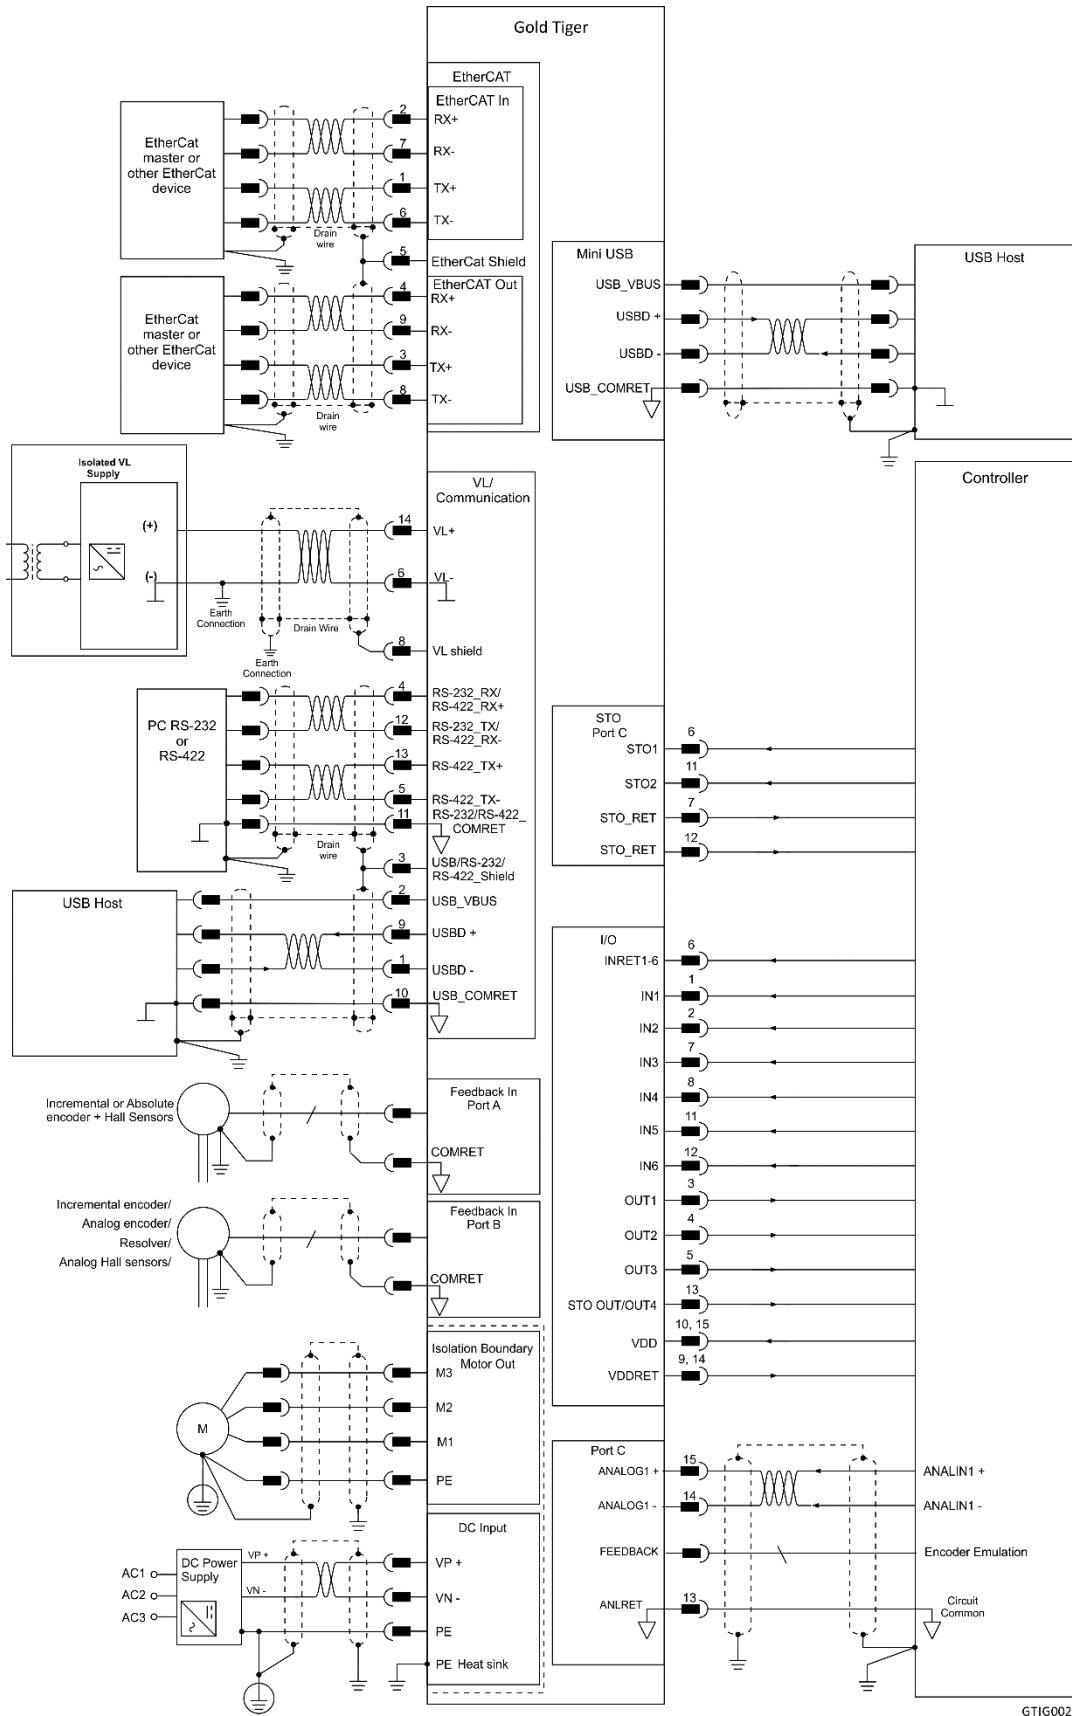 Gold Tiger
EtherCAT
EtherCAT In
EtherCat
master or
other EtherCat
device
2
RX+
7
RX-
1
TX+
6
TX-
Drain
wire
5
EtherCat Shield
EtherCAT Out
EtherCat
master or
other EtherCat
device
4
RX+
9
RX-
3
TX+
8
TX-
Drain
wire
Isolated VL
Supply
(+)
(-)
Earth
Connection
Drain Wire
Earth
Connection
VL/
Communication
14
VL+
6
VL-
8
VL shield
PC RS-232
or
RS-422
4
RS-232_RX/
RS-422_RX+
12
RS-232_TX/
RS-422_RX-
13
RS-422_TX+
5
RS-422_TX-
11
RS-232/RS-422_
COMRET
Drain
wire
3
USB/RS-232/
RS-422_Shield
USB Host
2
USB_VBUS
9
USBD +
1
USBD -
10
USB_COMRET
Incremental or Absolute
encoder + Hall Sensors
Feedback In
Port A
COMRET
Incremental encoder/
Analog encoder/
Resolver/
Analog Hall sensors/
Feedback In
Port B
COMRET
Isolation Boundary
Motor Out
M
M3
M2
M1
PE
DC Input
AC1
AC2
AC3
DC Power
Supply
VP +
VN -
VP +
VN -
PE
PE Heat sink
Mini USB
USB_VBUS
USBD +
USBD -
USB_COMRET
USB Host
Controller
STO
Port C
6
STO1
11
STO2
7
STO_RET
12
STO_RET
I/O
6
INRET1-6
1
IN1
2
IN2
7
IN3
8
IN4
11
IN5
12
IN6
3
OUT1
4
OUT2
5
OUT3
13
STO OUT/OUT4
10, 15
VDD
9, 14
VDDRET
Port C
15
ANALOG1 +
ANALIN1 +
14
ANALOG1 -
ANALIN1 -
FEEDBACK
Encoder Emulation
13
ANLRET
Circuit
Common
GTIG002